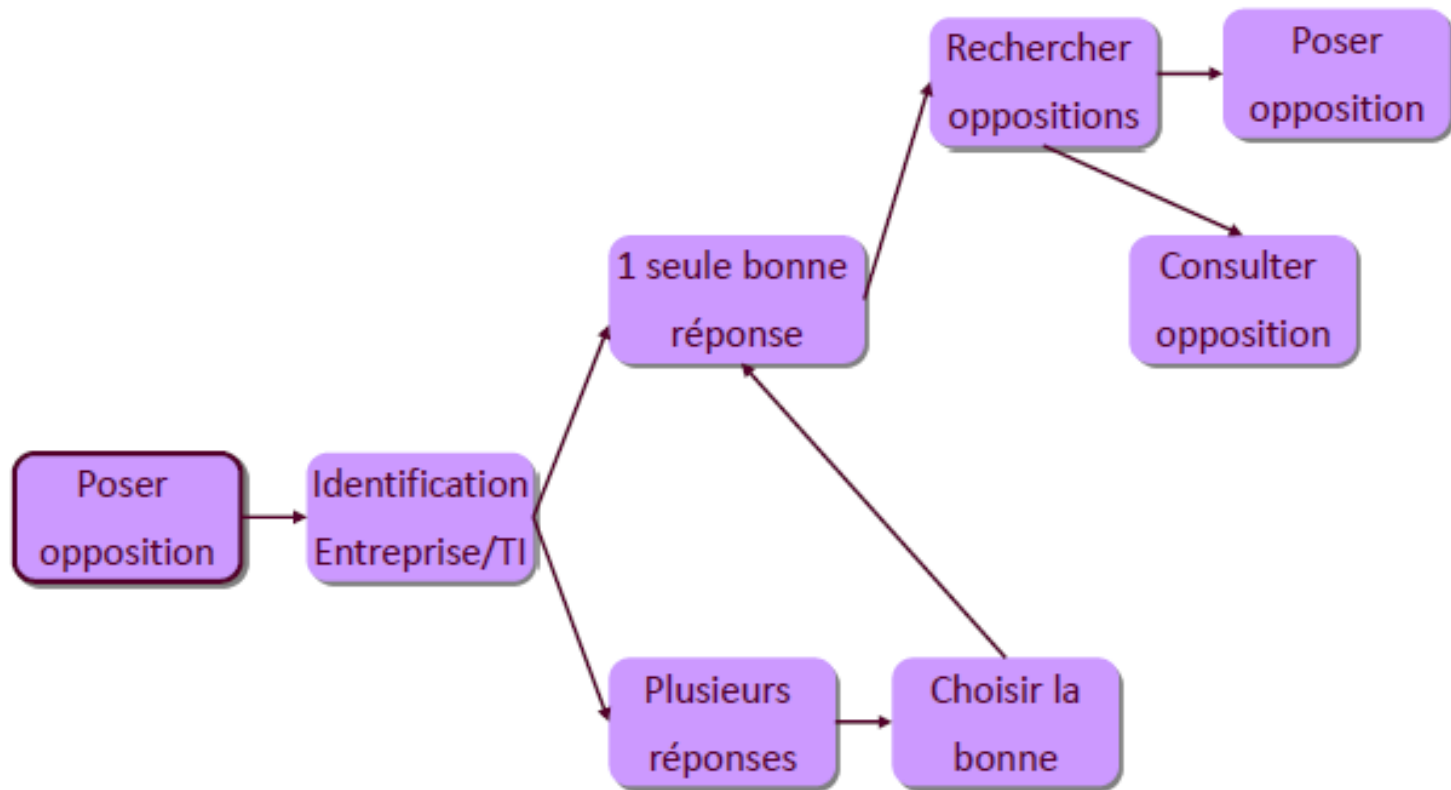 Rechercher
oppositions
Poser
opposition
1 seule bonne
réponse
Consulter
opposition
Poser
opposition
Identification
Entreprise/TI
Plusieurs
réponses
Choisir la
bonne